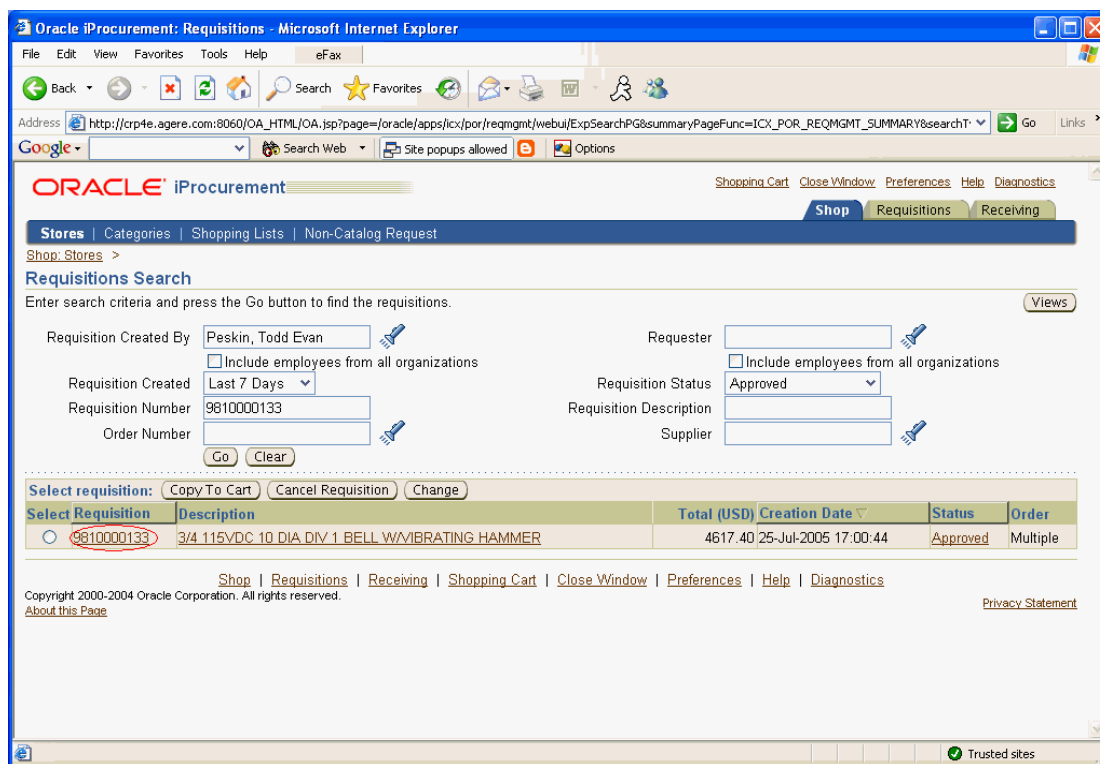 Oracle iProcurement: Requisitions - Microsoft Internet Explorer
File Edit View Favorites Tools Help eFax
Back Search Favorites
Address http://crp4e.agere.com:8060/OA_HTML/OA.jsp?page=/oracle/apps/icx/por/reqmgmt/webui/ExpSearchPG&summaryPageFunc=ICX_POR_REQMGMT_SUMMARY&searchT Go Links »
Google Search Web Site popups allowed Options
ORACLE iProcurement Shopping Cart Close Window Preferences Help Diagnostics
Shop Requisitions Receiving
Stores | Categories | Shopping Lists | Non-Catalog Request
Shop: Stores >
Requisitions Search
Enter search criteria and press the Go button to find the requisitions. Views
Requisition Created By Peskin, Todd Evan Requester
Include employees from all organizations Include employees from all organizations
Requisition Created Last 7 Days Requisition Status Approved
Requisition Number 9810000133 Requisition Description
Order Number Supplier
Go Clear
Select requisition: Copy To Cart Cancel Requisition Change
Select Requisition Description Total (USD) Creation Date Status Order
9810000133 3/4 115VDC 10 DIA DIV 1 BELL W/VIBRATING HAMMER 4617.40 25-Jul-2005 17:00:44 Approved Multiple
Shop | Requisitions | Receiving | Shopping Cart | Close Window | Preferences | Help | Diagnostics
Copyright 2000-2004 Oracle Corporation. All rights reserved.
About this Page Privacy Statement
Trusted sites